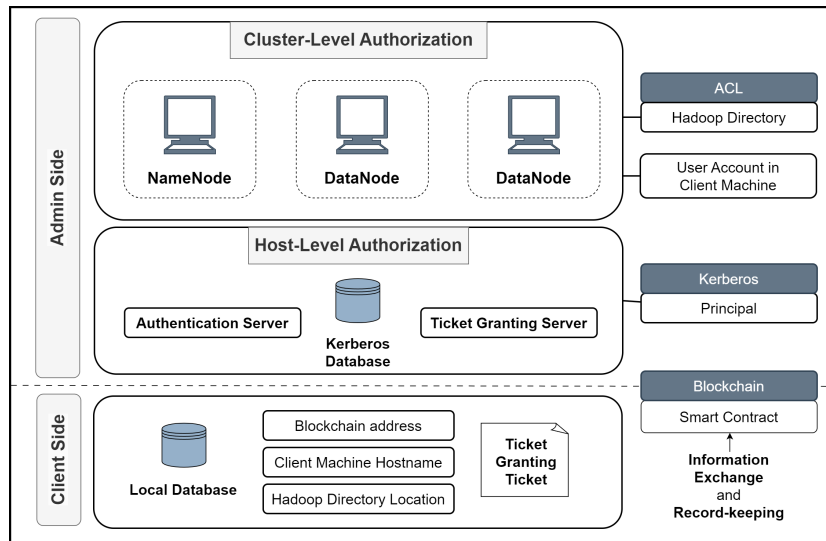 Admin Side
Cluster-Level Authorization
NameNode
DataNode
DataNode
ACL
Hadoop Directory
User Account in
Client Machine
Host-Level Authorization
Authentication Server
Kerberos
Database
Ticket Granting Server
Kerberos
Principal
Client Side
Local Database
Blockchain address
Client Machine Hostname
Hadoop Directory Location
Ticket
Granting
Ticket
Blockchain
Smart Contract
Information
Exchange
and
Record-keeping